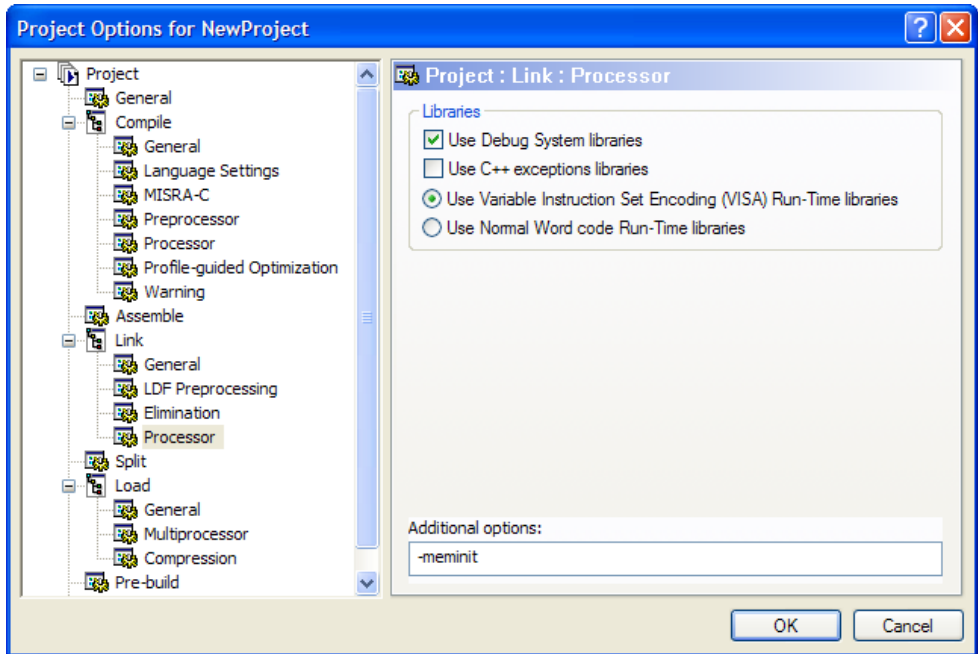 Project Options for NewProject
Project
General
Compile
General
Language Settings
MISRA-C
Preprocessor
Processor
Profile-guided Optimization
Warning
Assemble
Link
General
LDF Preprocessing
Elimination
Processor
Split
Load
General
Multiprocessor
Compression
Pre-build
Project : Link : Processor
Libraries
Use Debug System libraries
Use C++ exceptions libraries
Use Variable Instruction Set Encoding (VISA) Run-Time libraries
Use Normal Word code Run-Time libraries
Additional options:
-meminit
OK
Cancel